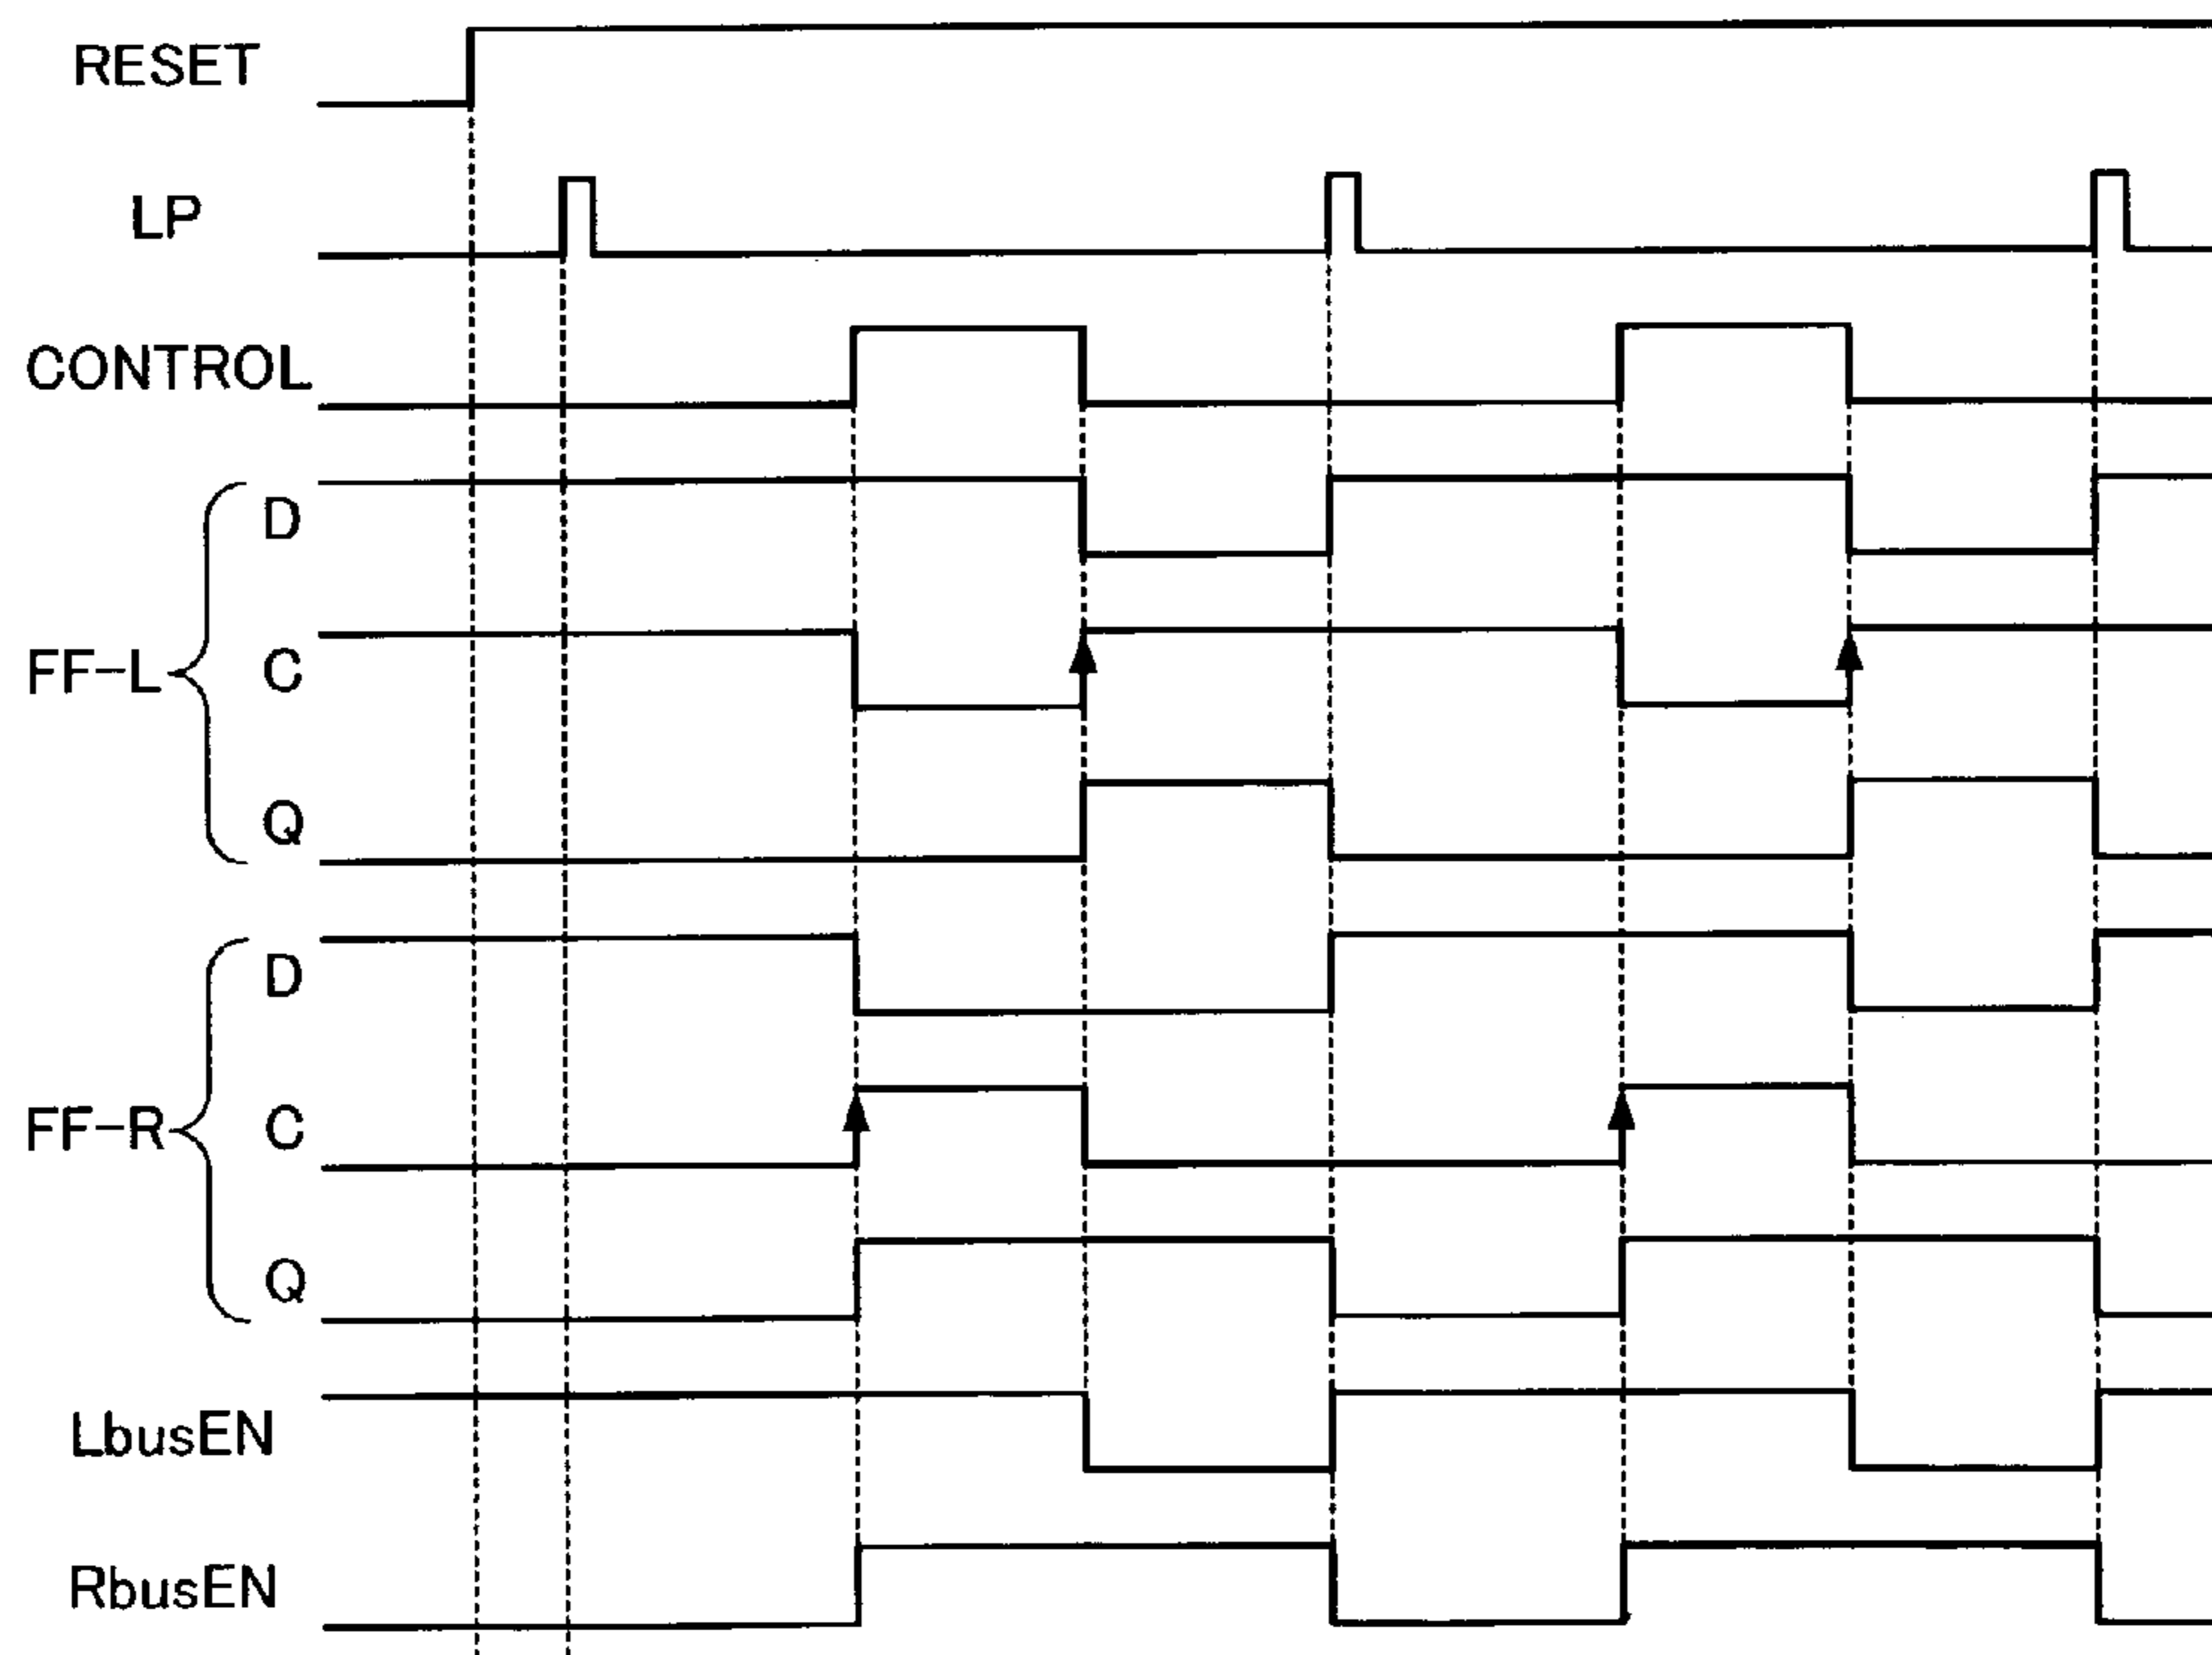 RESET
LP
CONTROL
D
FF-L C
Q
D
FF-R C
Q
LbusEN
RbusEN